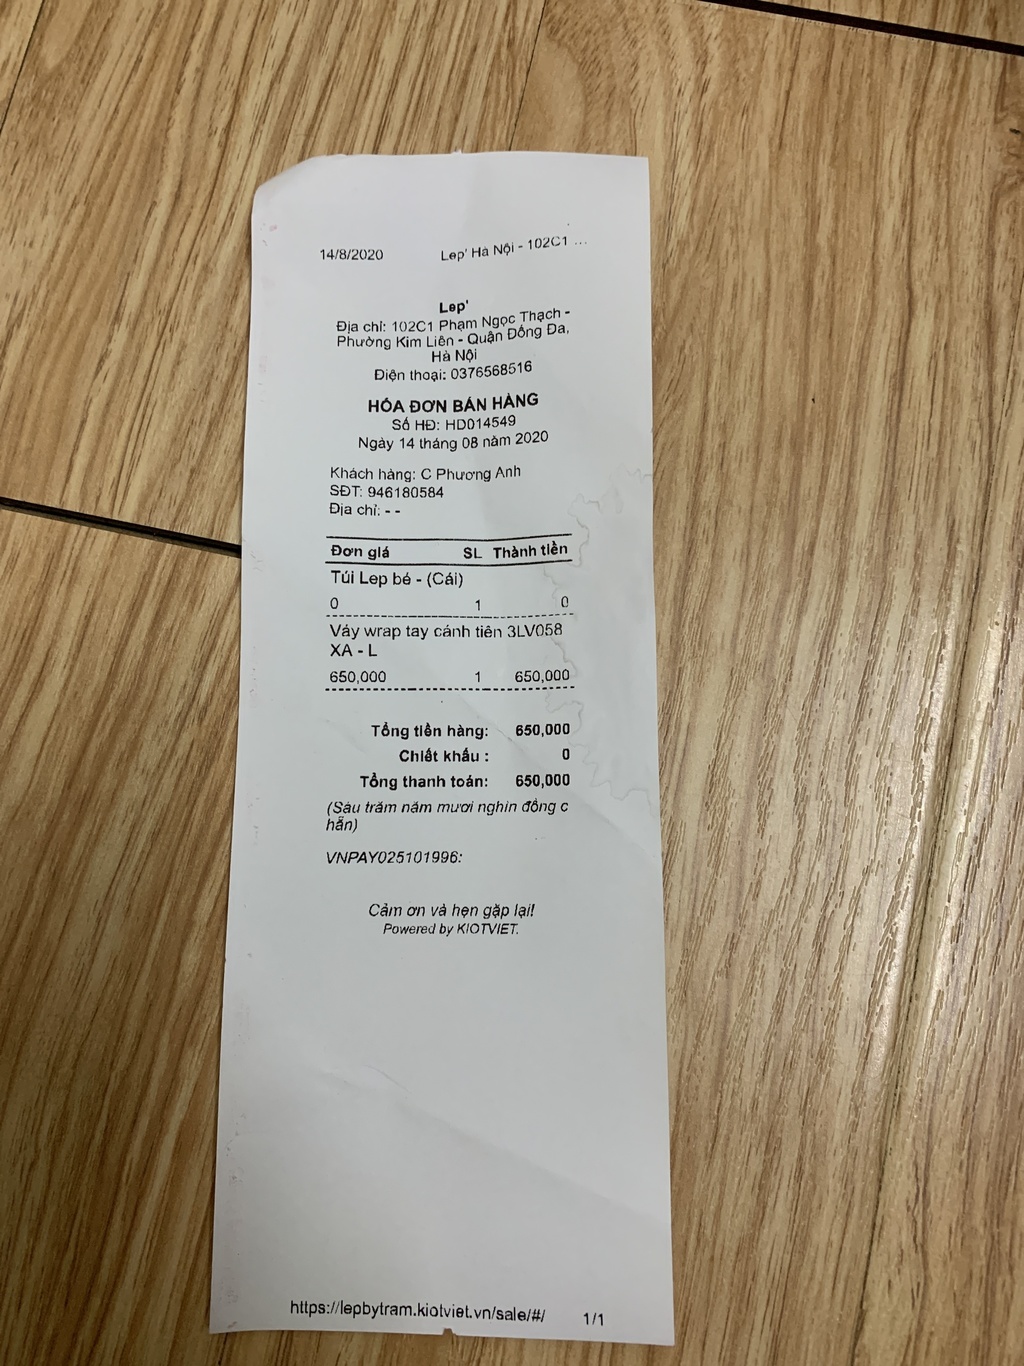 14/8/2020 Lep' Hà Nội - 102C1 ...
Lep'
Địa chỉ: 102C1 Phạm Ngọc Thạch -
Phường Kim Liên - Quận Đống Đa,
Hà Nội
Điện thoại: 0376568516
HÓA ĐƠN BÁN HÀNG
Số HĐ: HD014549
Ngày 14 tháng 08 năm 2020
Khách hàng: C Phương Anh
SĐT: 946180584
Địa chỉ: - -
Đơn giá SL Thành tiền
Túi Lep bé - (Cái)
0 1 0
Váy wrap tay cánh tiên 3LV058
XA - L
650,000 1 650,000
Tổng tiền hàng: 650,000
Chiết khấu : 0
Tổng thanh toán: 650,000
(Sáu trăm năm mươi nghìn đồng c
hẵn)
VNPAY025101996:
Cảm ơn và hẹn gặp lại!
Powered by KIOTVIET.
https://lepbytram.kiotviet.vn/sale/#/ 1/1